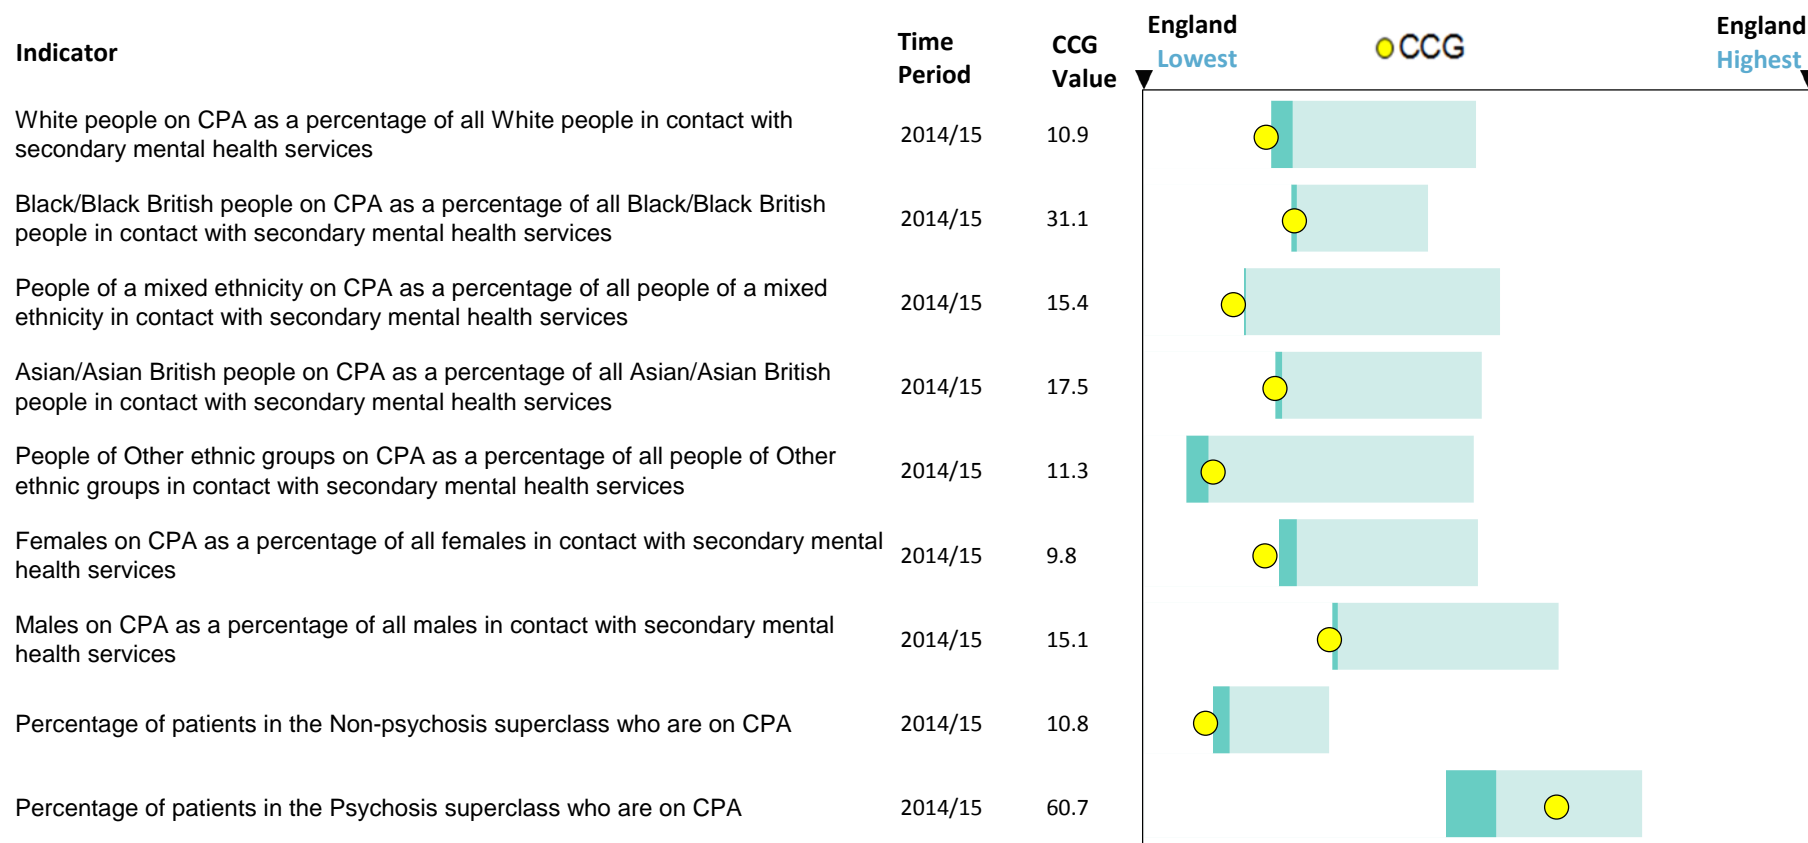 Indicator
Time
Period
CCG
Value
England
Lowest
CCG
England
Highest
White people on CPA as a percentage of all White people in contact with
secondary mental health services
2014/15
10.9
Black/Black British people on CPA as a percentage of all Black/Black British
people in contact with secondary mental health services
2014/15
31.1
People of a mixed ethnicity on CPA as a percentage of all people of a mixed
ethnicity in contact with secondary mental health services
2014/15
15.4
Asian/Asian British people on CPA as a percentage of all Asian/Asian British
people in contact with secondary mental health services
2014/15
17.5
People of Other ethnic groups on CPA as a percentage of all people of Other
ethnic groups in contact with secondary mental health services
2014/15
11.3
Females on CPA as a percentage of all females in contact with secondary mental
health services
2014/15
9.8
Males on CPA as a percentage of all males in contact with secondary mental
health services
2014/15
15.1
Percentage of patients in the Non-psychosis superclass who are on CPA
2014/15
10.8
Percentage of patients in the Psychosis superclass who are on CPA
2014/15
60.7